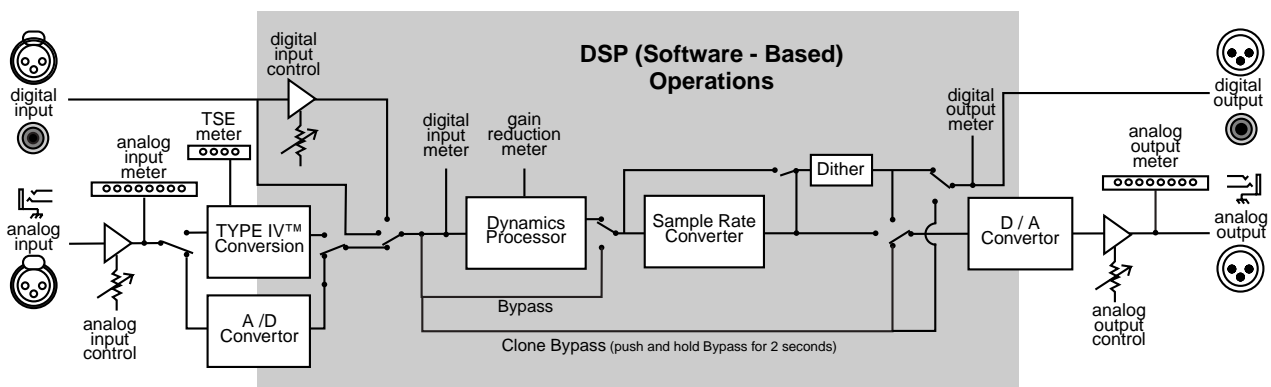 DSP (Software - Based)
Operations
digital
input
control
digital
input
TSE
meter
analog
input
meter
analog
input
analog
input
control
TYPE IV™
Conversion
A /D
Convertor
digital
input
meter
gain
reduction
meter
Dynamics
Processor
Bypass
Clone Bypass (push and hold Bypass for 2 seconds)
Sample Rate
Converter
Dither
digital
output
meter
D / A
Convertor
analog
output
meter
analog
output
control
digital
output
analog
output